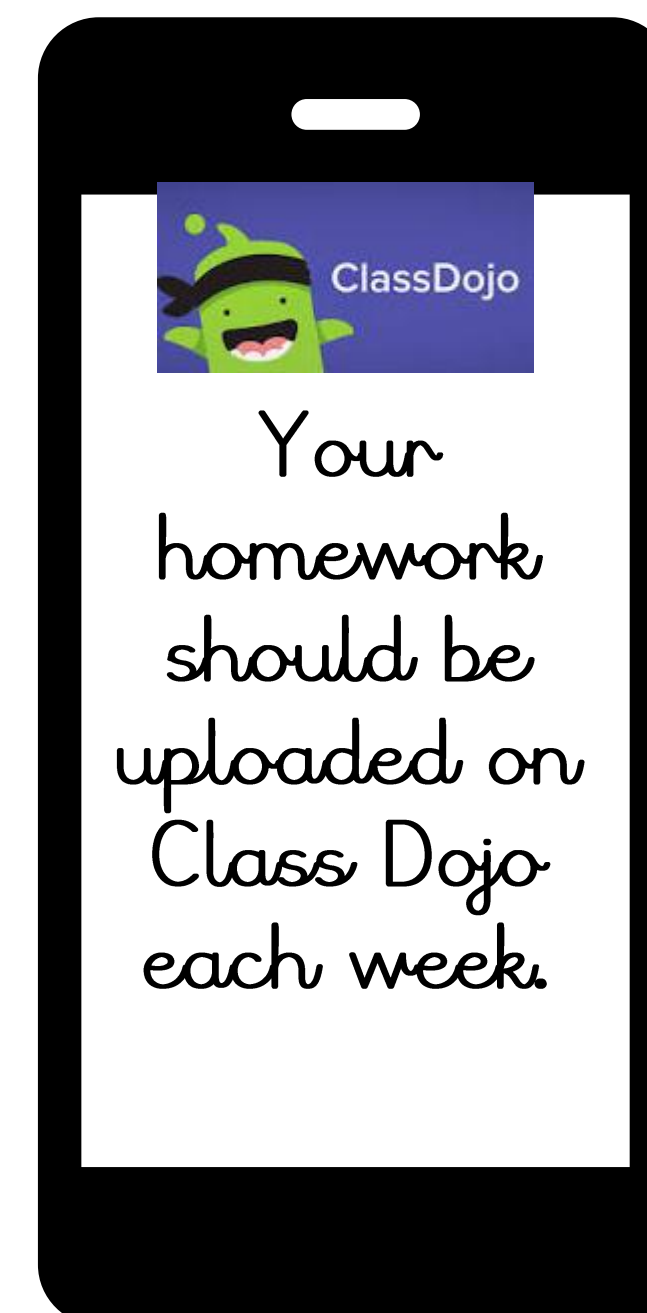 ClassDojo
Your
homework
should be
uploaded on
Class Dojo
each week.